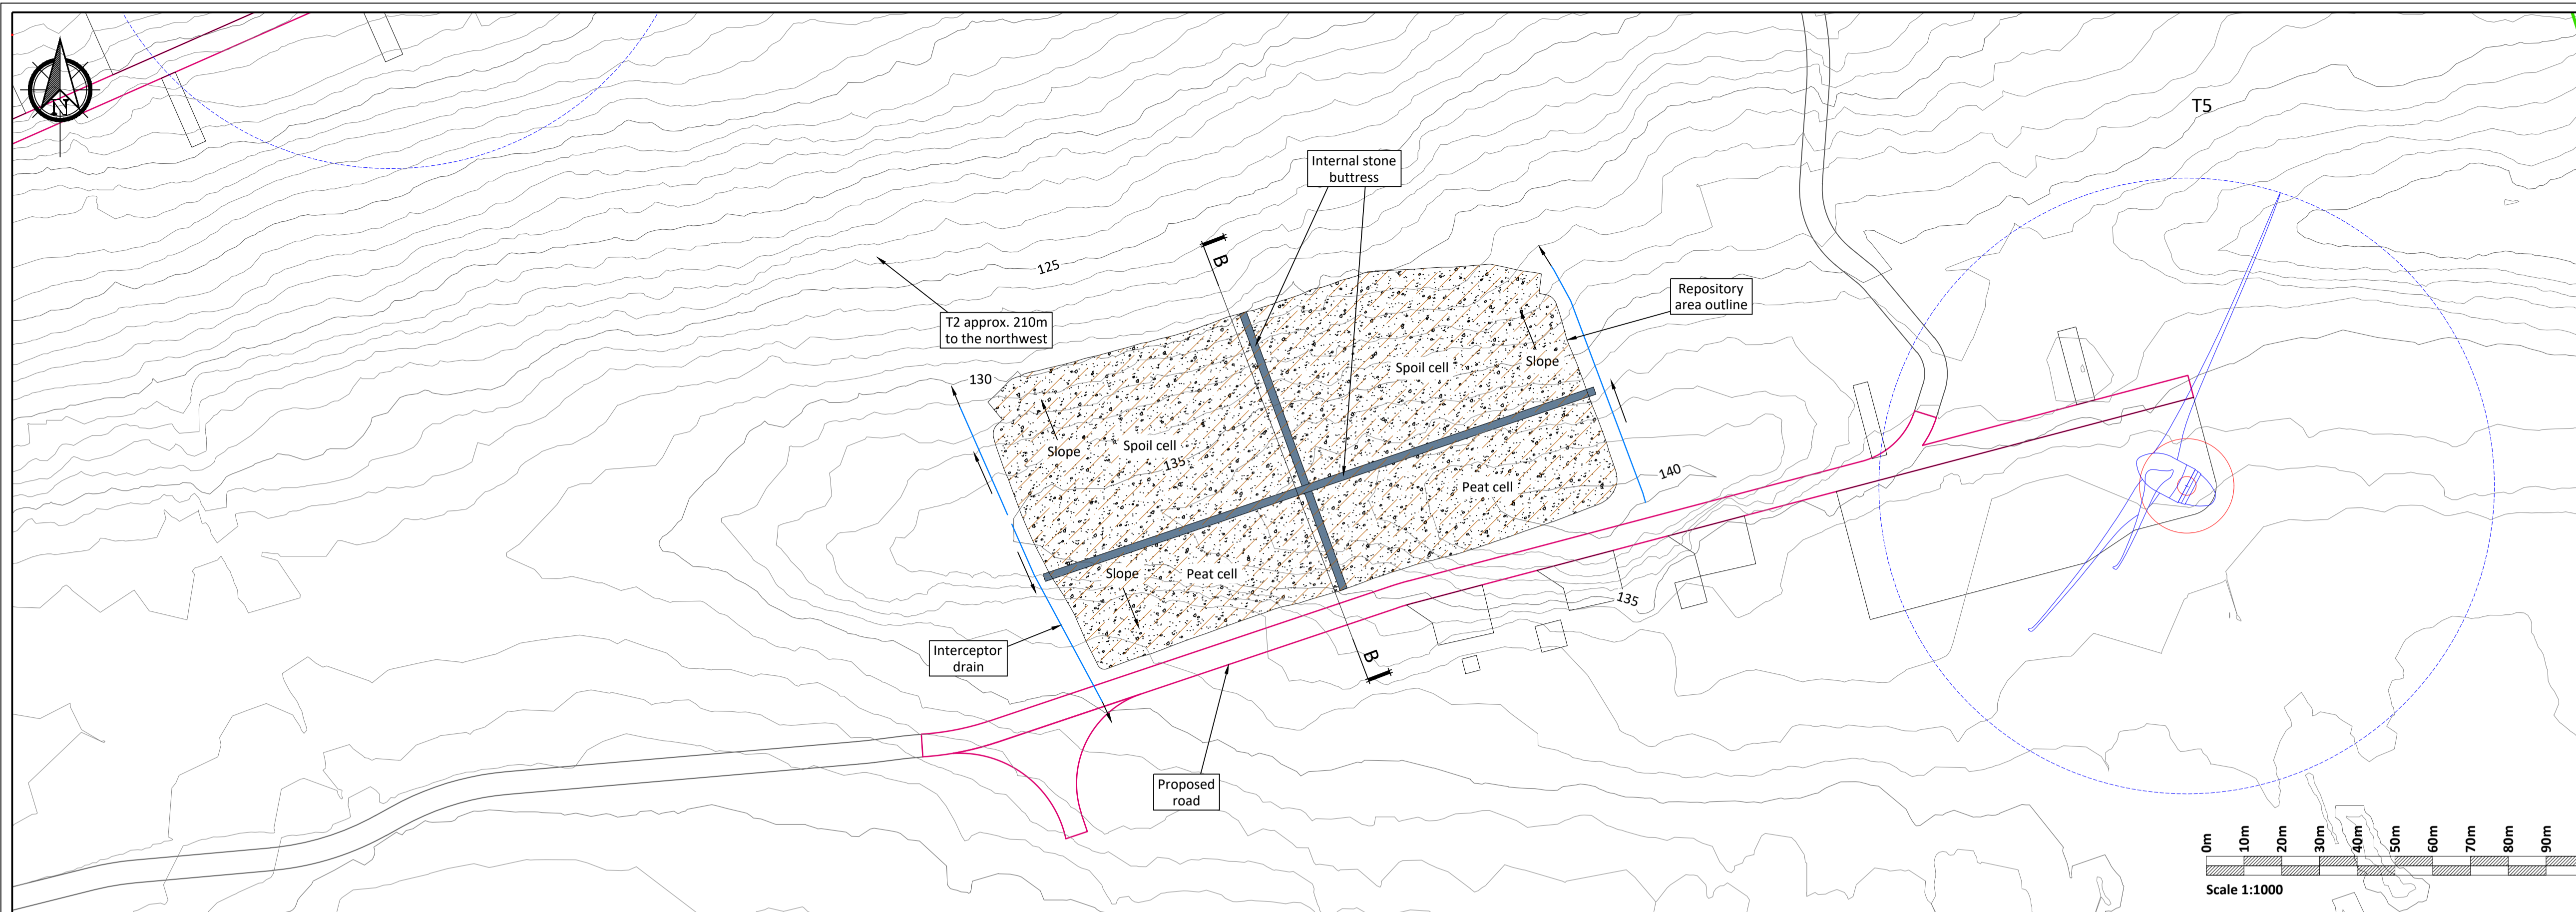 N
T5
Internal stone
buttress
B
125
Repository
area outline
T2 approx. 210m
to the northwest
Slope
Spoil cell
130
Spoil cell
Slope
135
140
Peat cell
Slope
Peat cell
135
Interceptor
drain
B
Proposed
road
0m
10m
20m
30m
40m
50m
60m
70m
80m
90m
Scale 1:1000